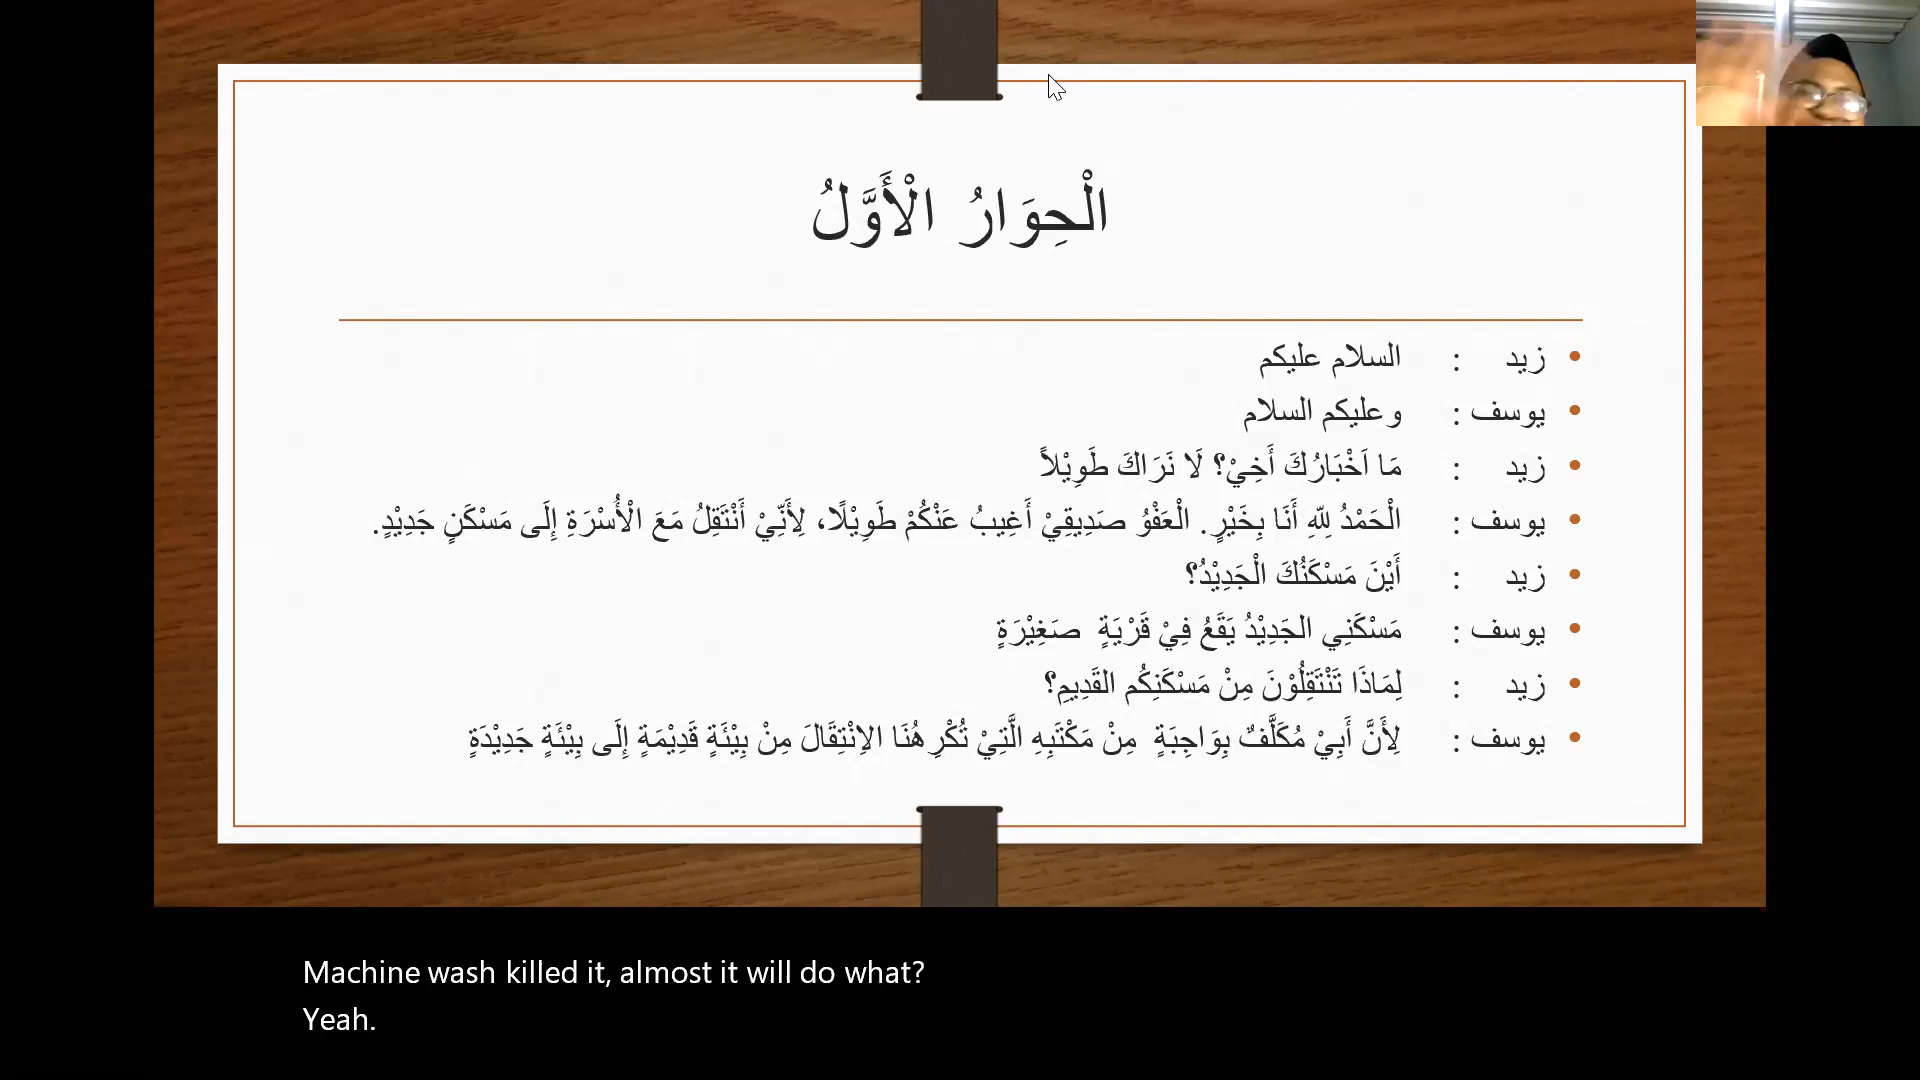 الْحِوَارُ الْأَوَّلُ
• زيد : السلام عليكم
• يوسف : وعليكم السلام
• زيد : مَا اَخْبَارُكَ أَخِيْ؟ لَا نَرَاكَ طَوِيْلاً
• يوسف : الْحَمْدُ لِلّٰهِ أَنَا بِخَيْرٍ. الْعَفْوُ صَدِيقِيْ أَغِيبُ عَنْكُمْ طَوِيْلًا، لِأَنِّيْ أَنْتَقِلُ مَعَ الْأُسْرَةِ إِلَى مَسْكَنٍ جَدِيْدٍ.
• زيد : أَيْنَ مَسْكَنُكَ الْجَدِيْدُ؟
• يوسف : مَسْكَنِي الجَدِيْدُ يَقَعُ فِيْ قَرْيَةٍ صَغِيْرَةٍ
• زيد : لِمَاذَا تَنْتَقِلُوْنَ مِنْ مَسْكَنِكُم القَدِيمِ؟
• يوسف : لِأَنَّ أَبِيْ مُكَلَّفٌ بِوَاجِبَةٍ مِنْ مَكْتَبِهِ الَّتِيْ تُكْرِهُنَا الاِنْتِقَالَ مِنْ بِيْئَةٍ قَدِيْمَةٍ إِلَى بِيْئَةٍ جَدِيْدَةٍ
Machine wash killed it, almost it will do what?
Yeah.